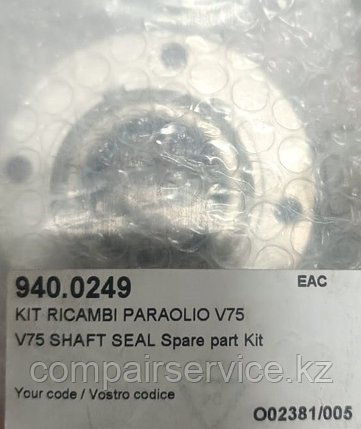 940.0249 EAC
KIT RICAMBI PARAOLIO V75
V75 SHAFT SEAL Spare part Kit
compairservice.kz
Your code / Vostro codice
O02381/005